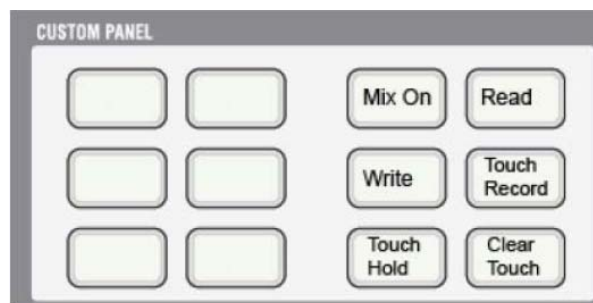 CUSTOM PANEL
Mix On
Read
Write
Touch
Record
Touch
Hold
Clear
Touch